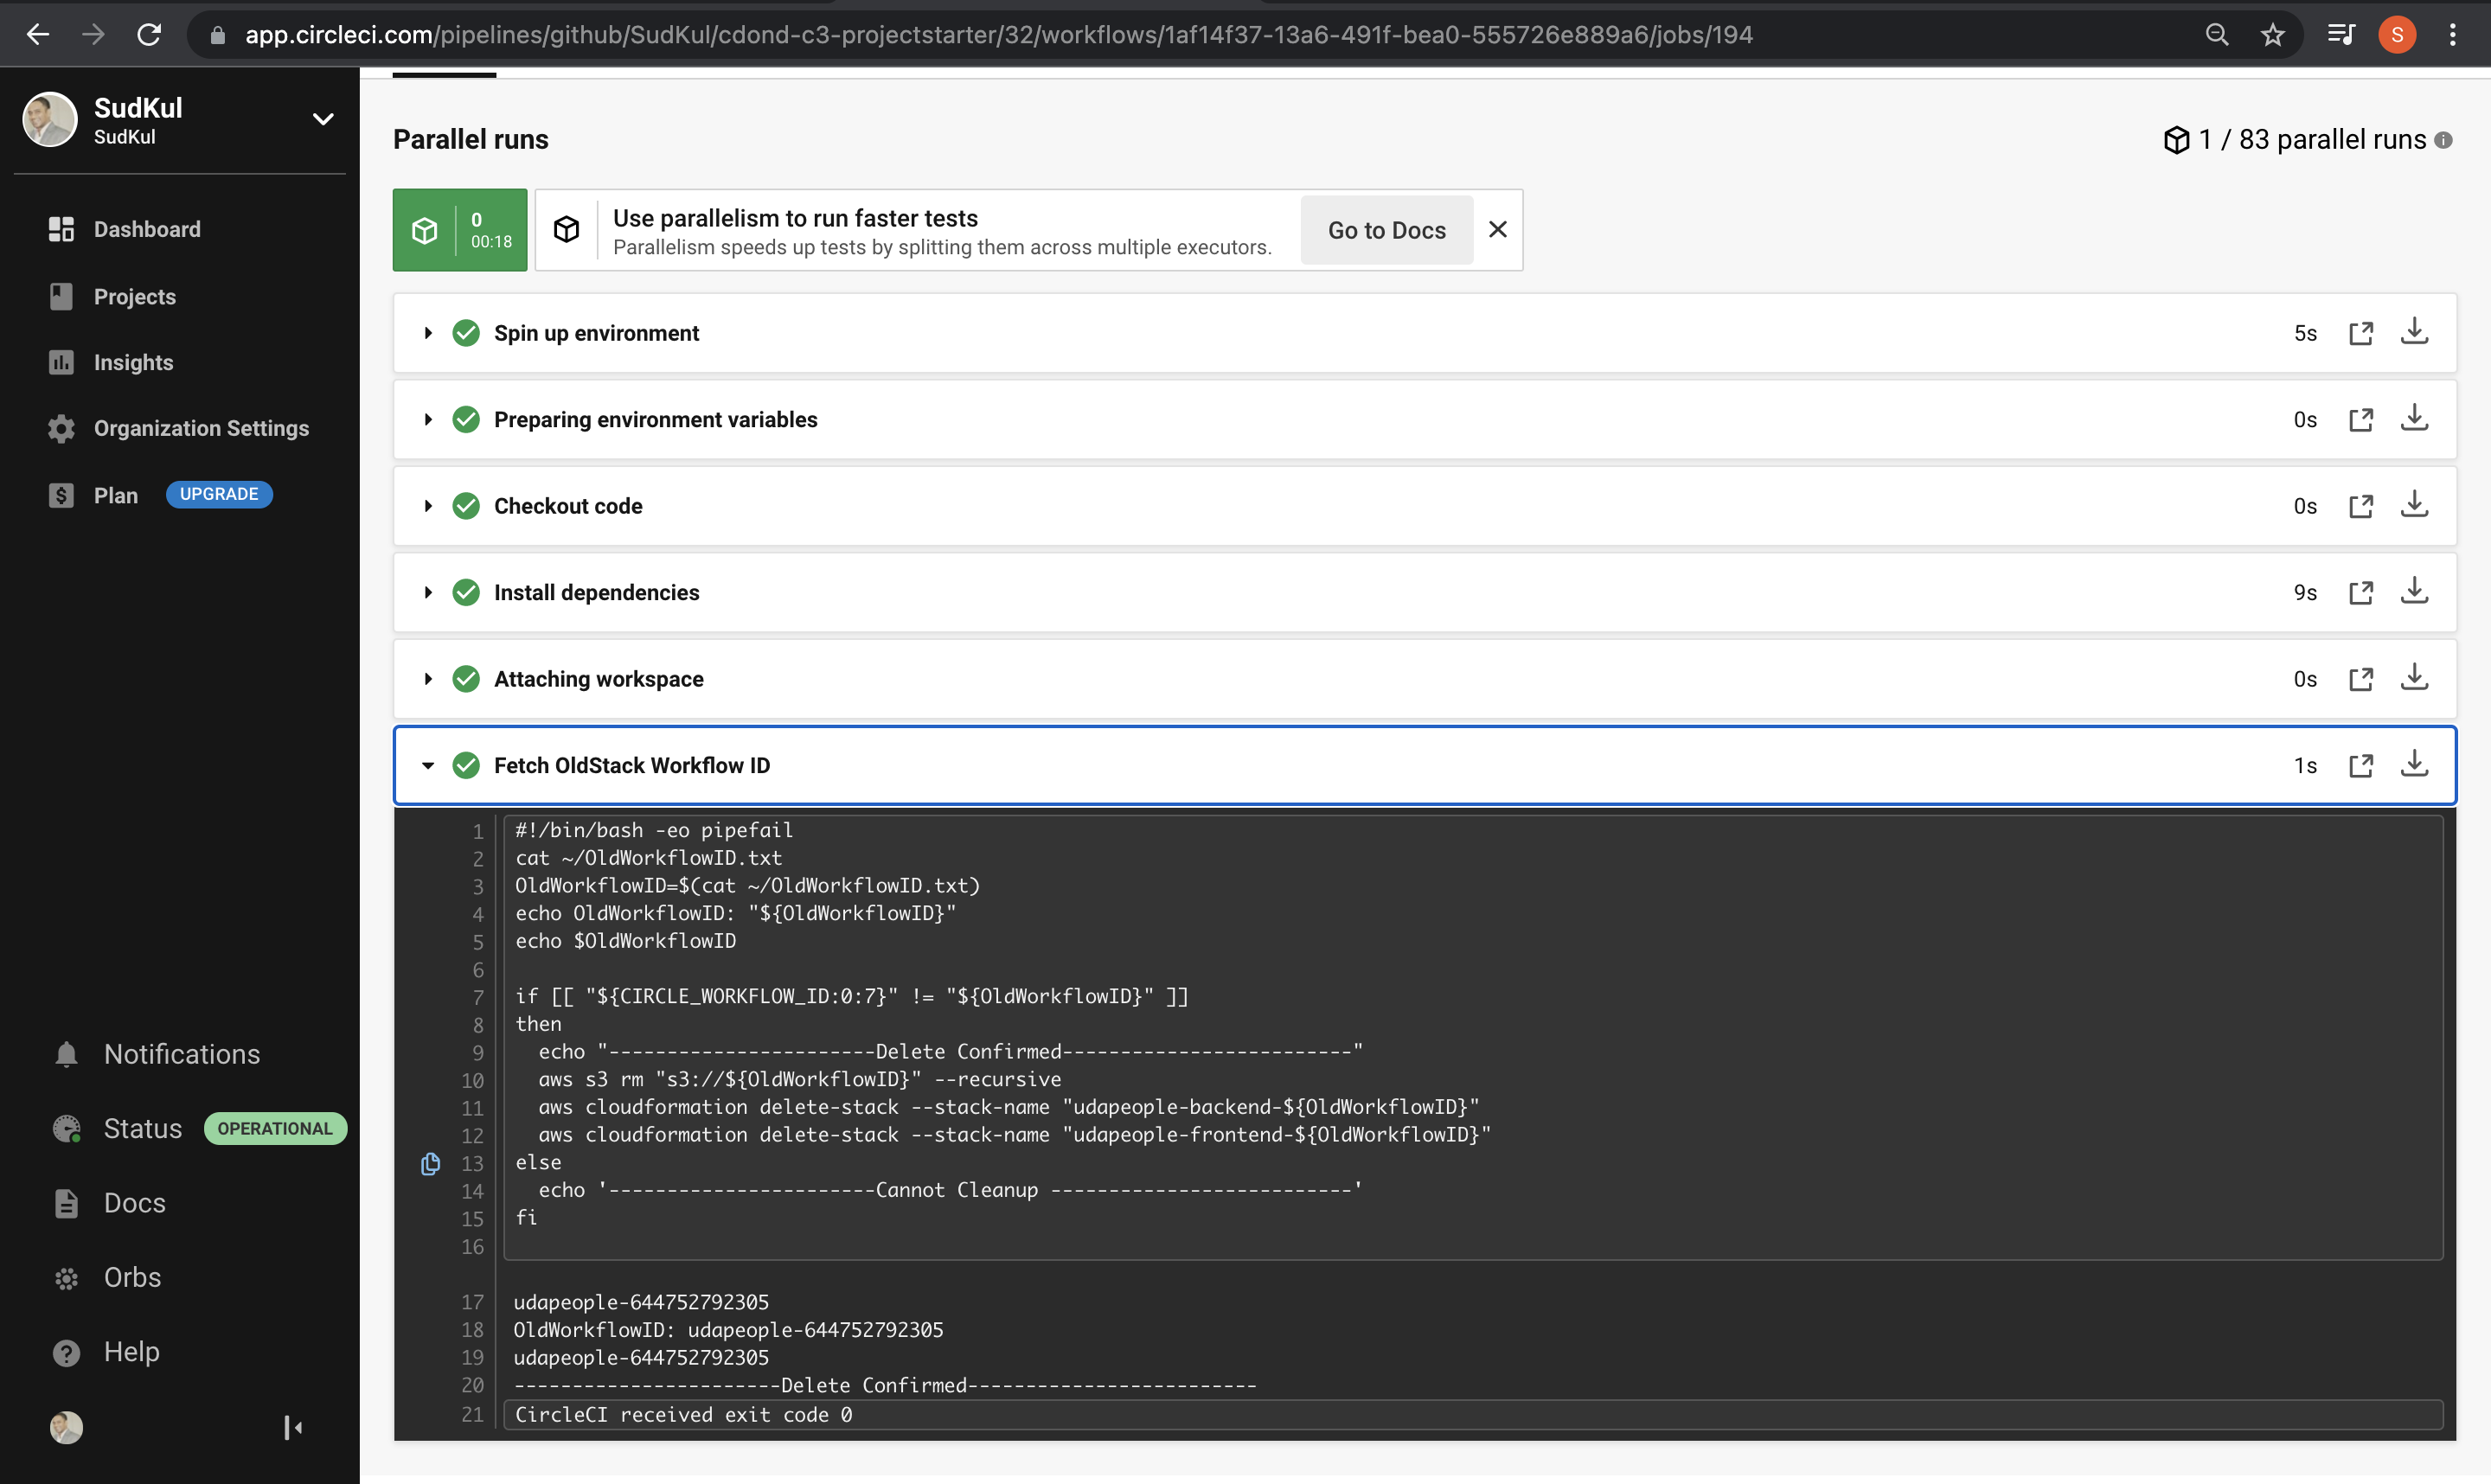 app.circleci.com/pipelines/github/SudKul/cdond-c3-projectstarter/32/workflows/1af14f37-13a6-491f-bea0-555726e889a6/jobs/194
S
SudKul
SudKul
Dashboard
Projects
Insights
Organization Settings
Plan UPGRADE
Notifications
Status OPERATIONAL
Docs
Orbs
Help
Parallel runs
1 / 83 parallel runs
0
00:18
Use parallelism to run faster tests
Parallelism speeds up tests by splitting them across multiple executors.
Go to Docs
Spin up environment 5s
Preparing environment variables 0s
Checkout code 0s
Install dependencies 9s
Attaching workspace 0s
Fetch OldStack Workflow ID 1s
1 #!/bin/bash -eo pipefail
2 cat ~/OldWorkflowID.txt
3 OldWorkflowID=$(cat ~/OldWorkflowID.txt)
4 echo OldWorkflowID: "${OldWorkflowID}"
5 echo $OldWorkflowID
6
7 if [[ "${CIRCLE_WORKFLOW_ID:0:7}" != "${OldWorkflowID}" ]]
8 then
9   echo "-----------------------Delete Confirmed-------------------------"
10   aws s3 rm "s3://${OldWorkflowID}" --recursive
11   aws cloudformation delete-stack --stack-name "udapeople-backend-${OldWorkflowID}"
12   aws cloudformation delete-stack --stack-name "udapeople-frontend-${OldWorkflowID}"
13 else
14   echo '-----------------------Cannot Cleanup --------------------------'
15 fi
16
17 udapeople-644752792305
18 OldWorkflowID: udapeople-644752792305
19 udapeople-644752792305
20 -----------------------Delete Confirmed-------------------------
21 CircleCI received exit code 0